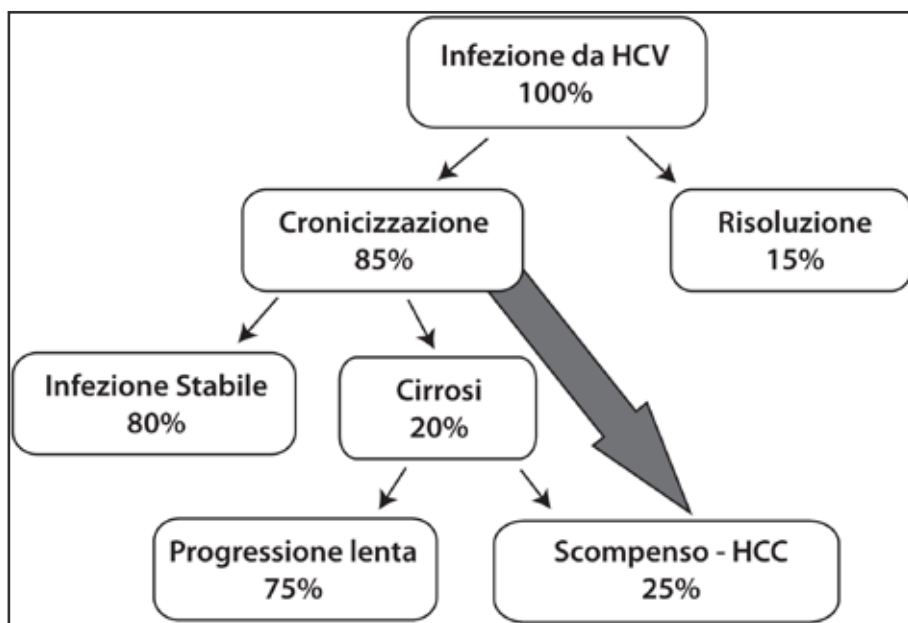 Infezione da HCV
100%
Cronicizzazione
85%
Risoluzione
15%
Infezione Stabile
80%
Cirrosi
20%
Progressione lenta
75%
Scompenso - HCC
25%